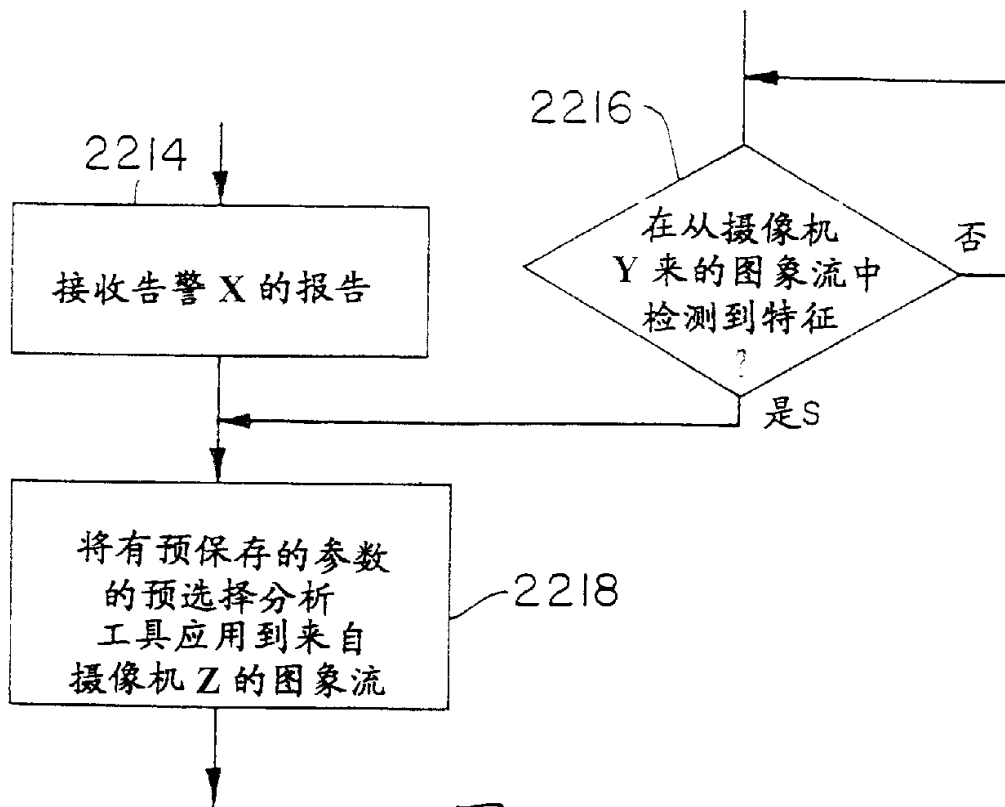 2214
接收告警 X 的报告
2216
在从摄像机
Y 来的图象流中
检测到特征
?
否
是S
将有预保存的参数
的预选择分析
工具应用到来自
摄像机 Z 的图象流
2218